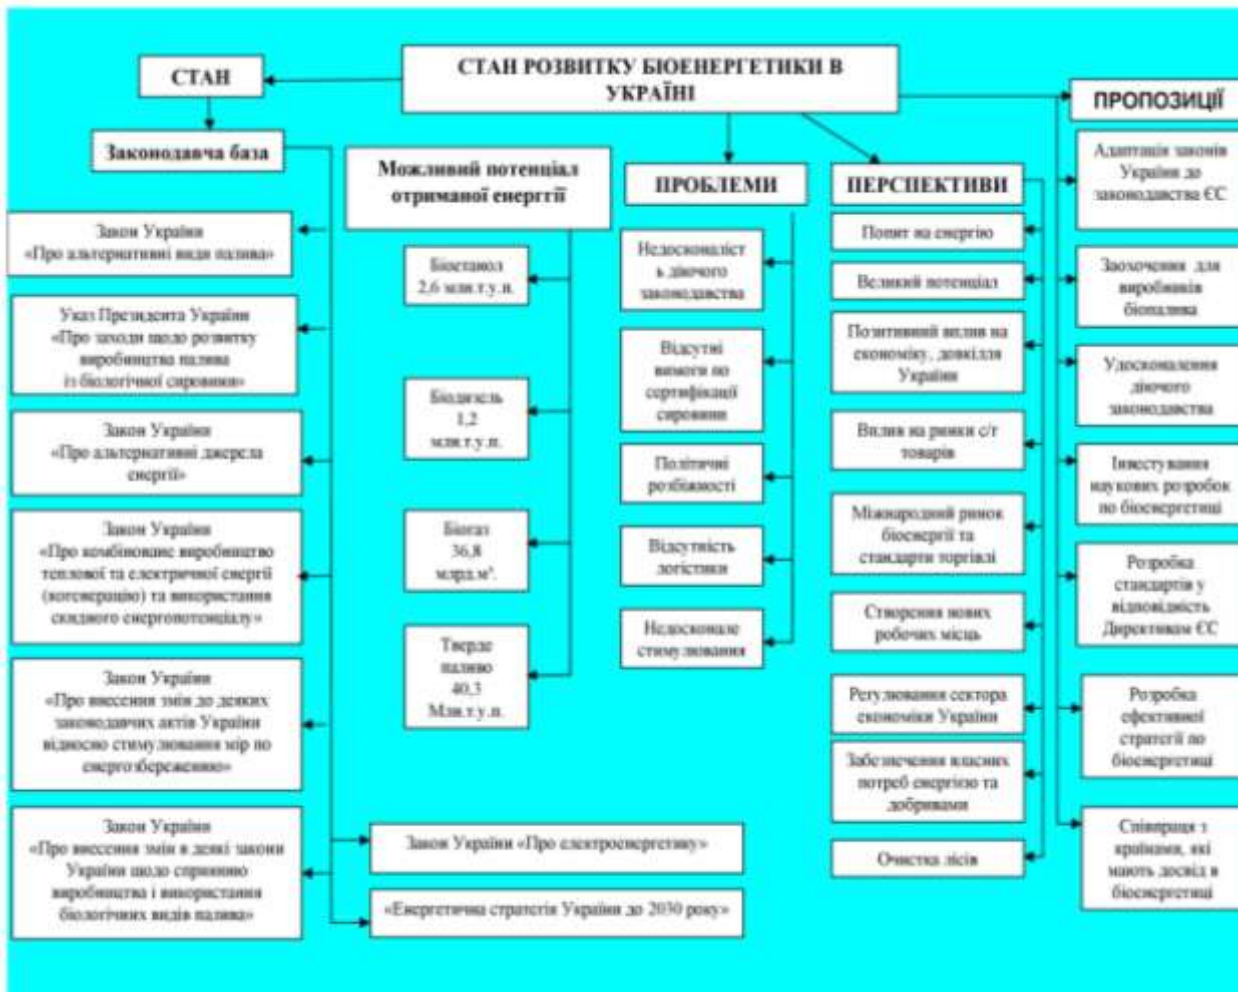 СТАН РОЗВИТКУ БІОЕНЕРГЕТИКИ В
УКРАЇНІ
СТАН
Законодавча база
Закон України
«Про альтернативні види палива»
Указ Президента України
«Про заходи щодо розвитку
виробництва палива
із біологічної сировини»
Закон України
«Про альтернативні джерела
енергії»
Закон України
«Про комбіноване виробництво
теплової та електричної енергії
(когенерацію) та використання
скидного енергопотенціалу»
Закон України
«Про внесення змін до деяких
законодавчих актів України
відносно стимулювання мір по
енергозбереженню»
Закон України
«Про внесення змін в деякі закони
України щодо сприянню
виробництва і використання
біологічних видів палива»
Закон України «Про електроенергетику»
«Енергетична стратегія України до 2030 року»
Можливий потенціал
отриманої енергтії
Біоетанол
2,6 млн.т.у.п.
Біодизель
1,2
млн.т.у.п.
Біогаз
36,8
млрд.м³.
Тверде
паливо
40,3
Млн.т.у.п.
ПРОБЛЕМИ
Недосконаліст
ь діючого
законодавства
Відсутні
вимоги по
сертифікації
сировини
Політичні
розбіжності
Відсутність
логістики
Недосконале
стимулювання
ПЕРСПЕКТИВИ
Попит на енергію
Великий потенціал
Позитивний вплив на
економіку, довкілля
України
Вплив на ринки с/г
товарів
Міжнародний ринок
біоенергії та
стандарти торгівлі
Створення нових
робочих місць
Регулювання сектора
економіки України
Забезпечення власних
потреб енергією та
добривами
Очистка лісів
ПРОПОЗИЦІЇ
Адаптація законів
України до
законодавства ЄС
Заохочення для
виробників
біопалива
Удосконалення
діючого
законодавства
Інвестування
наукових розробок
по біоенергетиці
Розробка
стандартів у
відповідність
Директивам ЄС
Розробка
ефективної
стратегії по
біоенергетиці
Співпраця з
країнами, які
мають досвід в
біоенергетиці